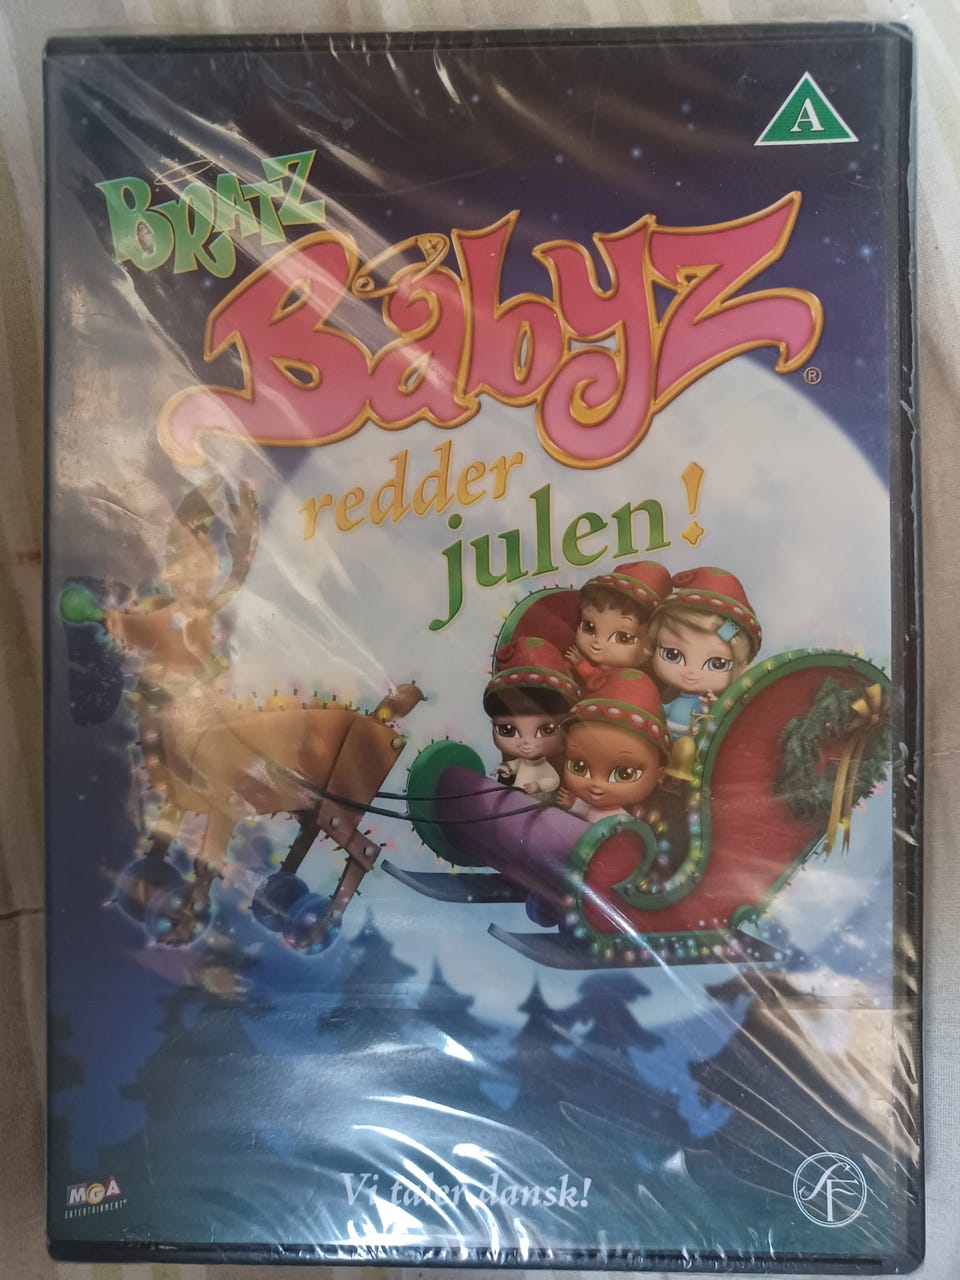 A
BRATZ
Babyz
®
redder
julen!
Vi taler dansk!
MGA
ENTERTAINMENT
SF